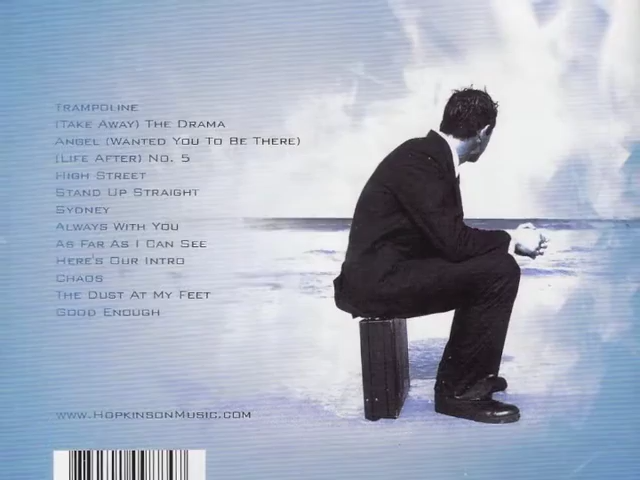 Trampoline
(Take Away) The Drama
Angel (Wanted You To Be There)
(Life After) No. 5
High Street
Stand Up Straight
Sydney
Always With You
As Far As I Can See
Here's Our Intro
Chaos
The Dust At My Feet
Good Enough
www.HopkinsonMusic.com